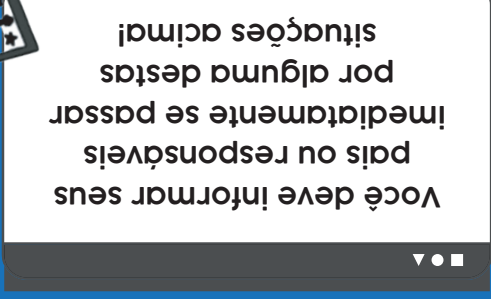 Você deve informar seus
pais ou responsáveis
imediatamente se passar
por alguma destas
situações acima!